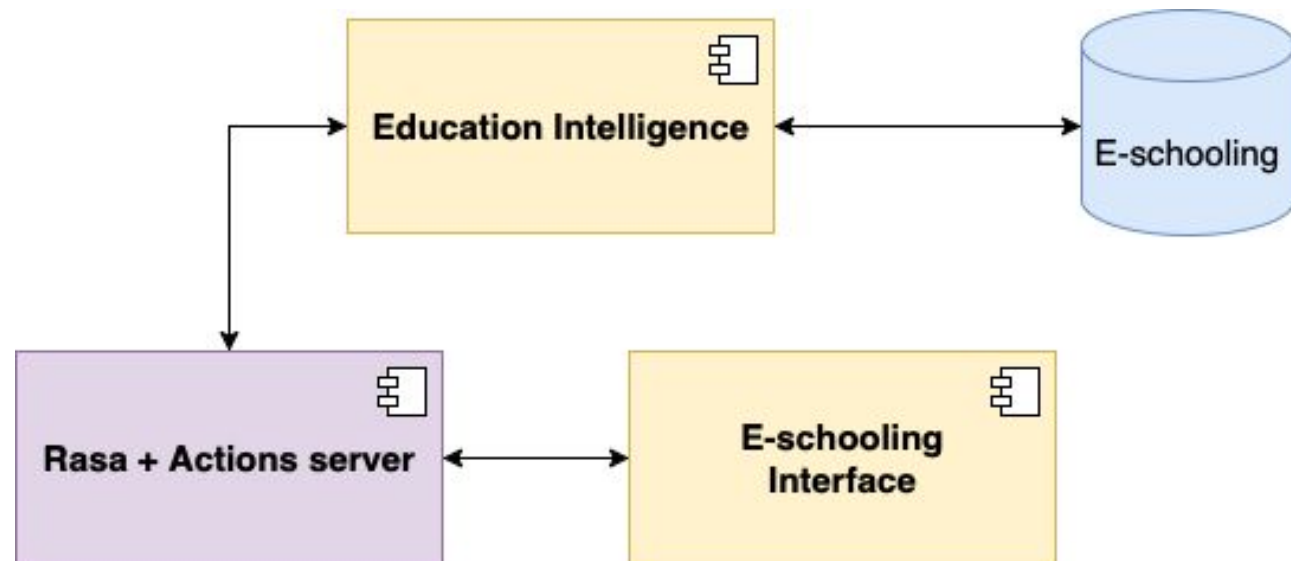 Education Intelligence
E-schooling
Rasa + Actions server
E-schooling
Interface